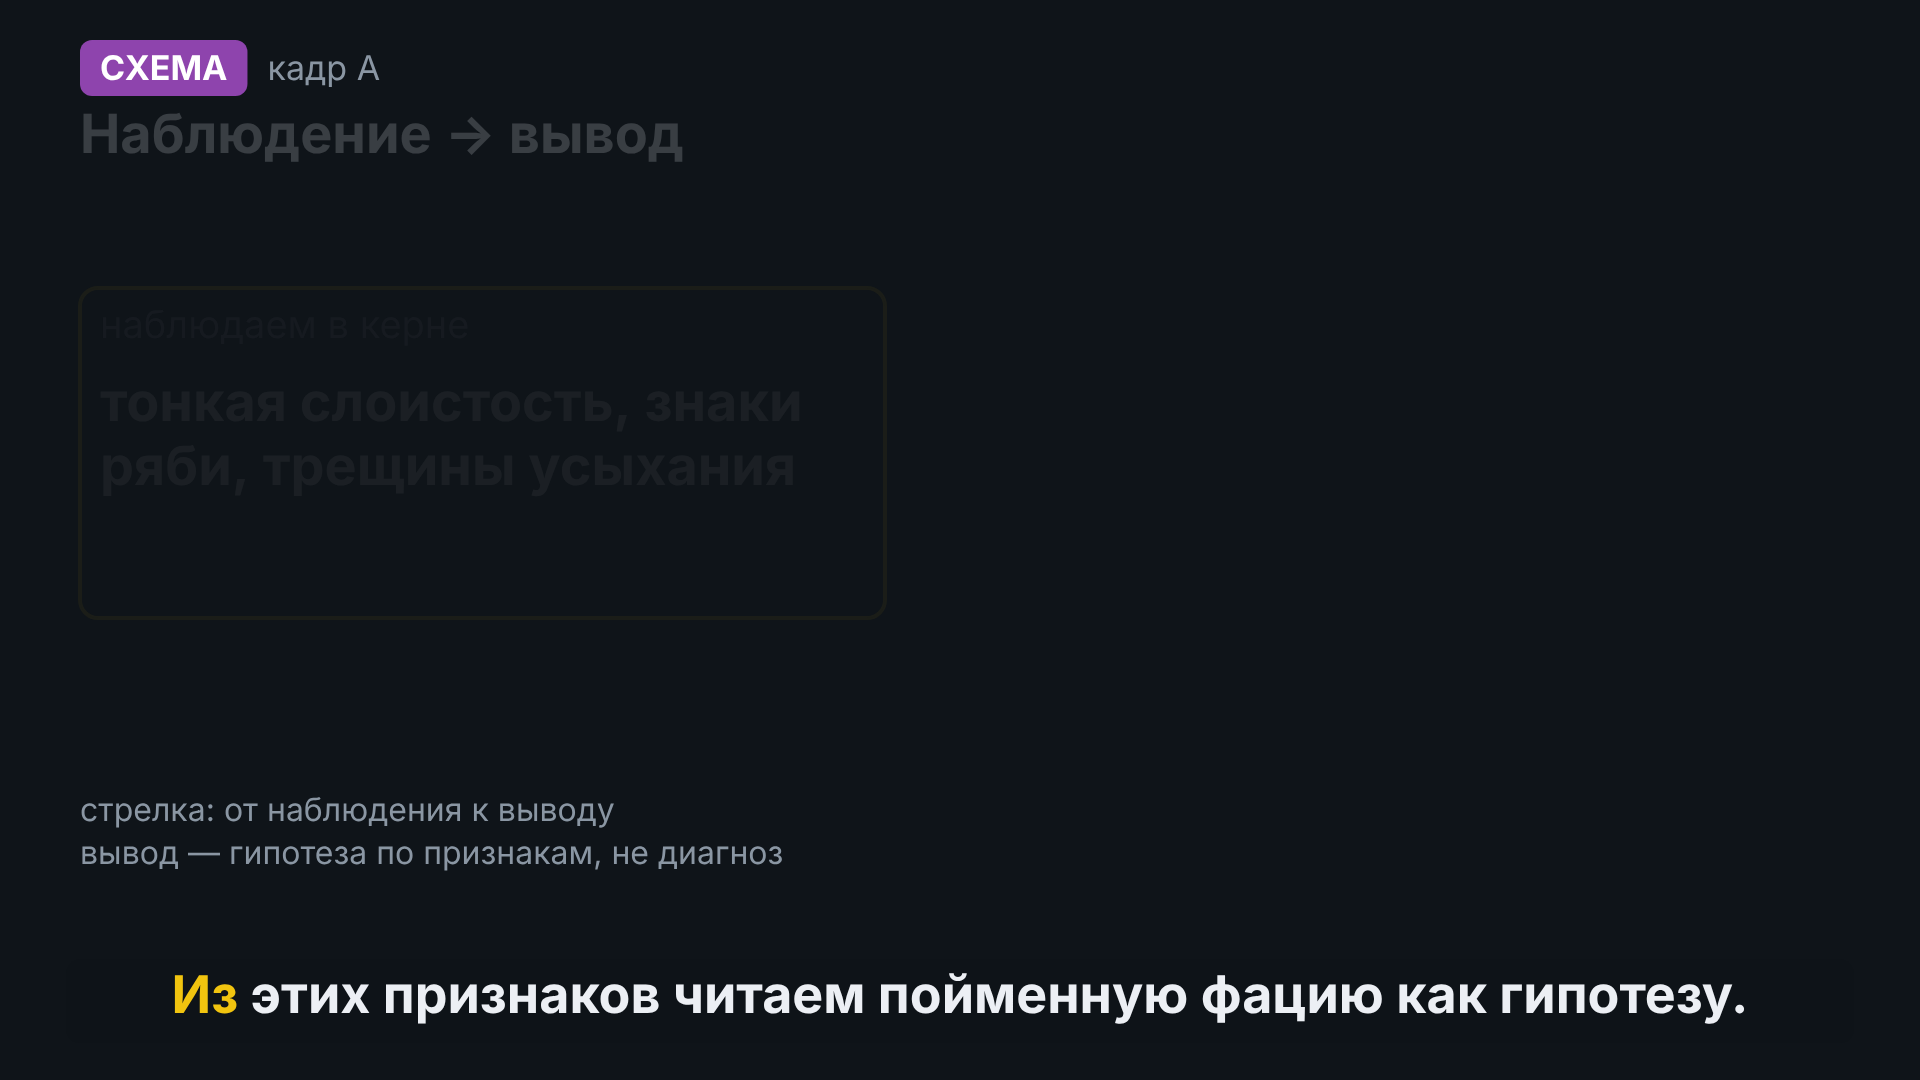 СХЕМА кадр А
Наблюдение → вывод
наблюдаем в керне
тонкая слоистость, знаки
ряби, трещины усыхания
стрелка: от наблюдения к выводу
вывод — гипотеза по признакам, не диагноз
Из этих признаков читаем пойменную фацию как гипотезу.